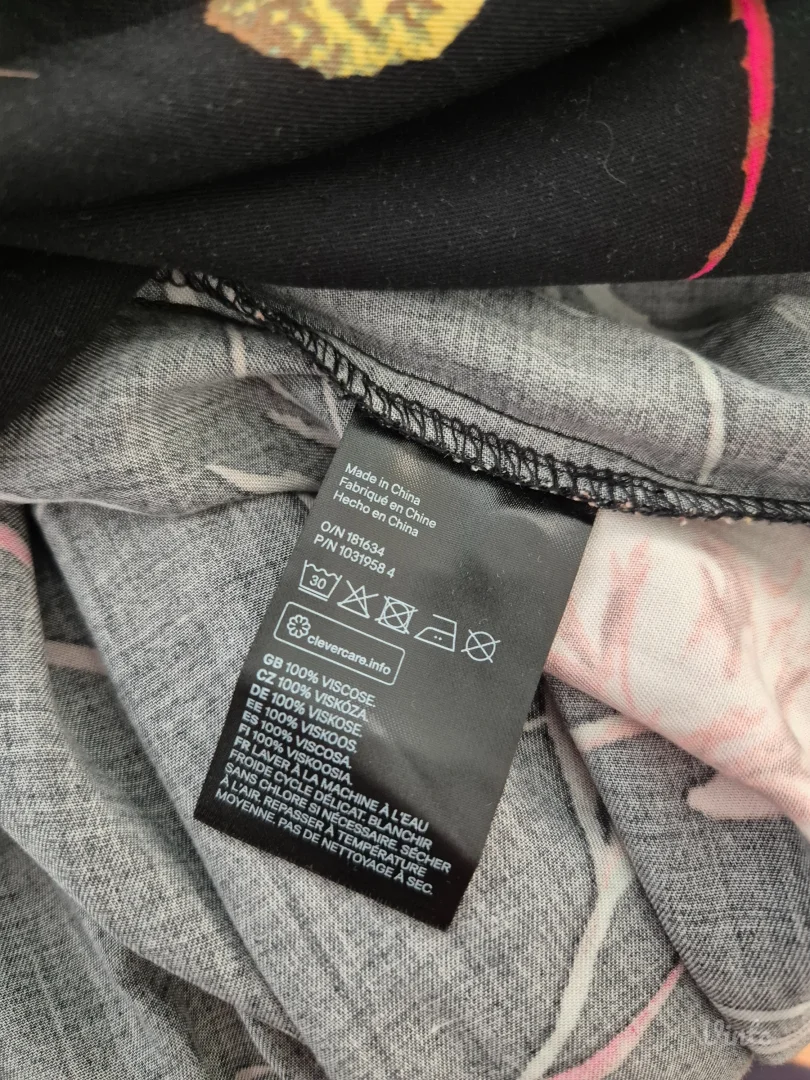 Made in China
Fabriqué en Chine
Hecho en China
O/N 181634
P/N 1031958 4
30
clevercare.info
GB 100% VISCOSE.
CZ 100% VISKÓZA
DE 100% VISKOSE.
EE 100% VISKOOS.
ES 100% VISCOSA
FI 100% VISKOOSIA.
FR LAVER À LA MACHINE À L'EAU
FROIDE CYCLE DÉLICAT. BLANCHIR
SANS CHLORE SI NÉCESSAIRE. SÉCHER
À L'AIR. REPASSER À TEMPÉRATURE
MOYENNE. PAS DE NETTOYAGE À SEC.
Vinted